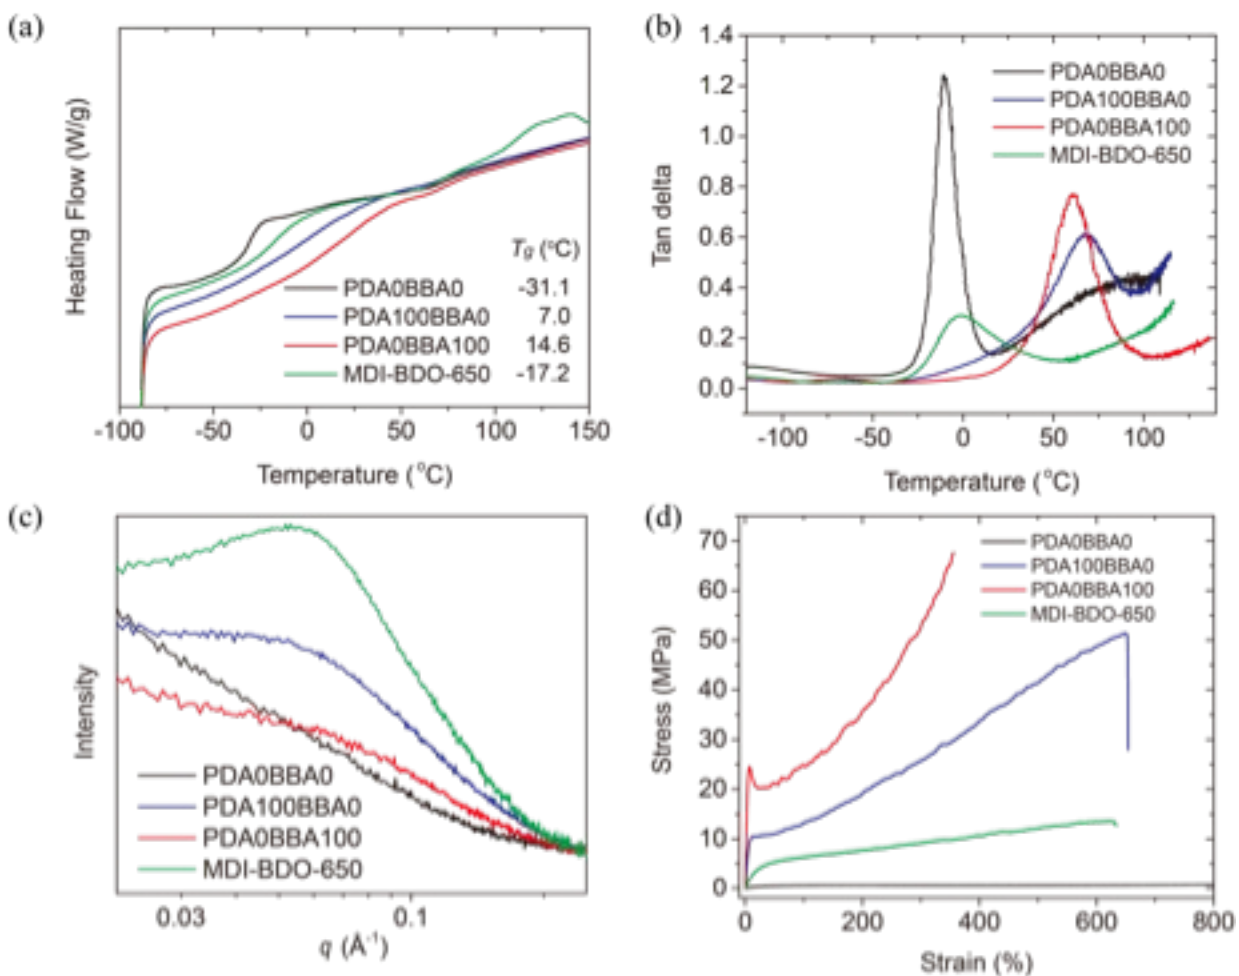 (a)
Heating Flow (W/g)
Tg (°C)
PDA0BBA0 -31.1
PDA100BBA0 7.0
PDA0BBA100 14.6
MDI-BDO-650 -17.2
-100 -50 0 50 100 150
Temperature (°C)
(b)
Tan delta
1.4
1.2
1.0
0.8
0.6
0.4
0.2
0.0
PDA0BBA0
PDA100BBA0
PDA0BBA100
MDI-BDO-650
-100 -50 0 50 100
Temperature (°C)
(c)
Intensity
PDA0BBA0
PDA100BBA0
PDA0BBA100
MDI-BDO-650
0.03 0.1
q (Å⁻¹)
(d)
Stress (MPa)
70
60
50
40
30
20
10
0
PDA0BBA0
PDA100BBA0
PDA0BBA100
MDI-BDO-650
0 200 400 600 800
Strain (%)